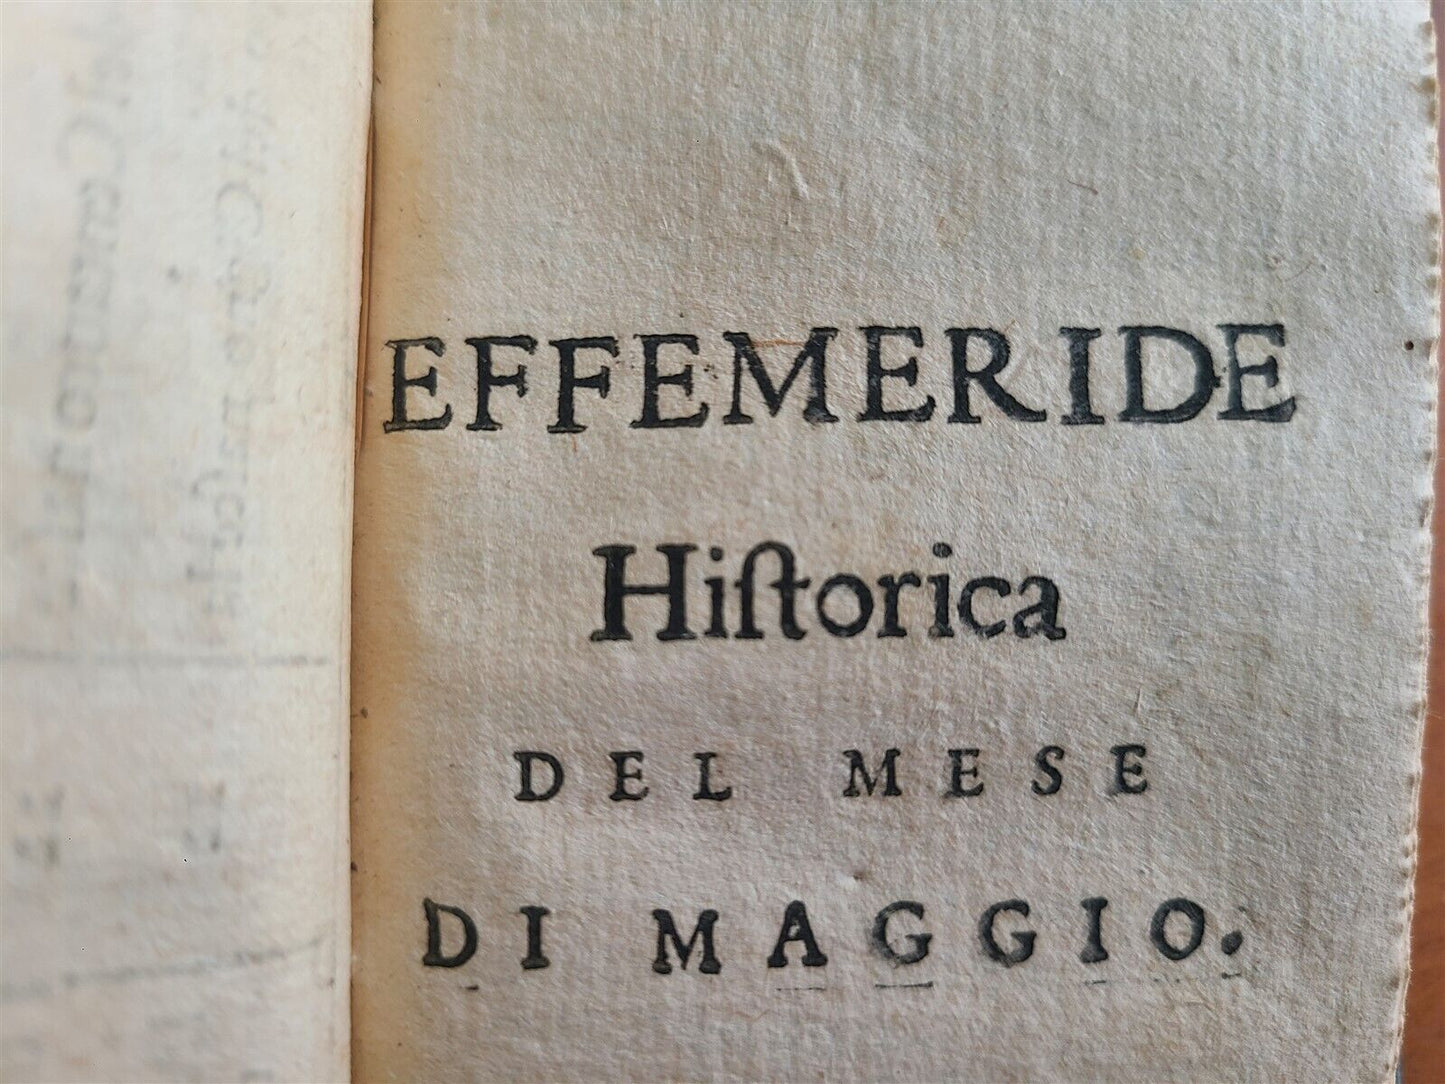 EFFEMERIDE
Hiſtorica
DEL MESE
DI MAGGIO.